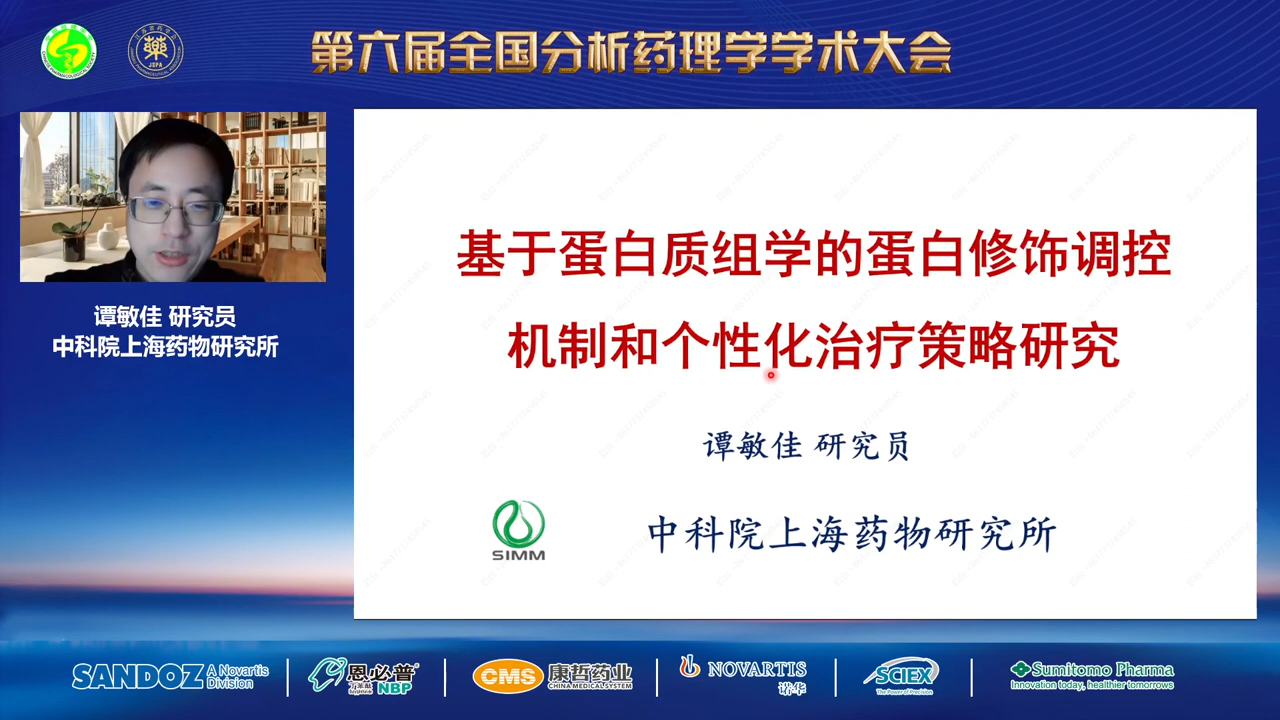 第六届全国分析药理学学术大会
JSPA
谭敏佳 研究员
中科院上海药物研究所
基于蛋白质组学的蛋白修饰调控
机制和个性化治疗策略研究
谭敏佳 研究员
中科院上海药物研究所
SIMM
SANDOZ A Novartis Division
恩必普 NBP
CMS 康哲药业 CHINA MEDICAL SYSTEM
NOVARTIS 诺华
SCIEX The Power of Precision
Sumitomo Pharma
Innovation today, healthier tomorrows